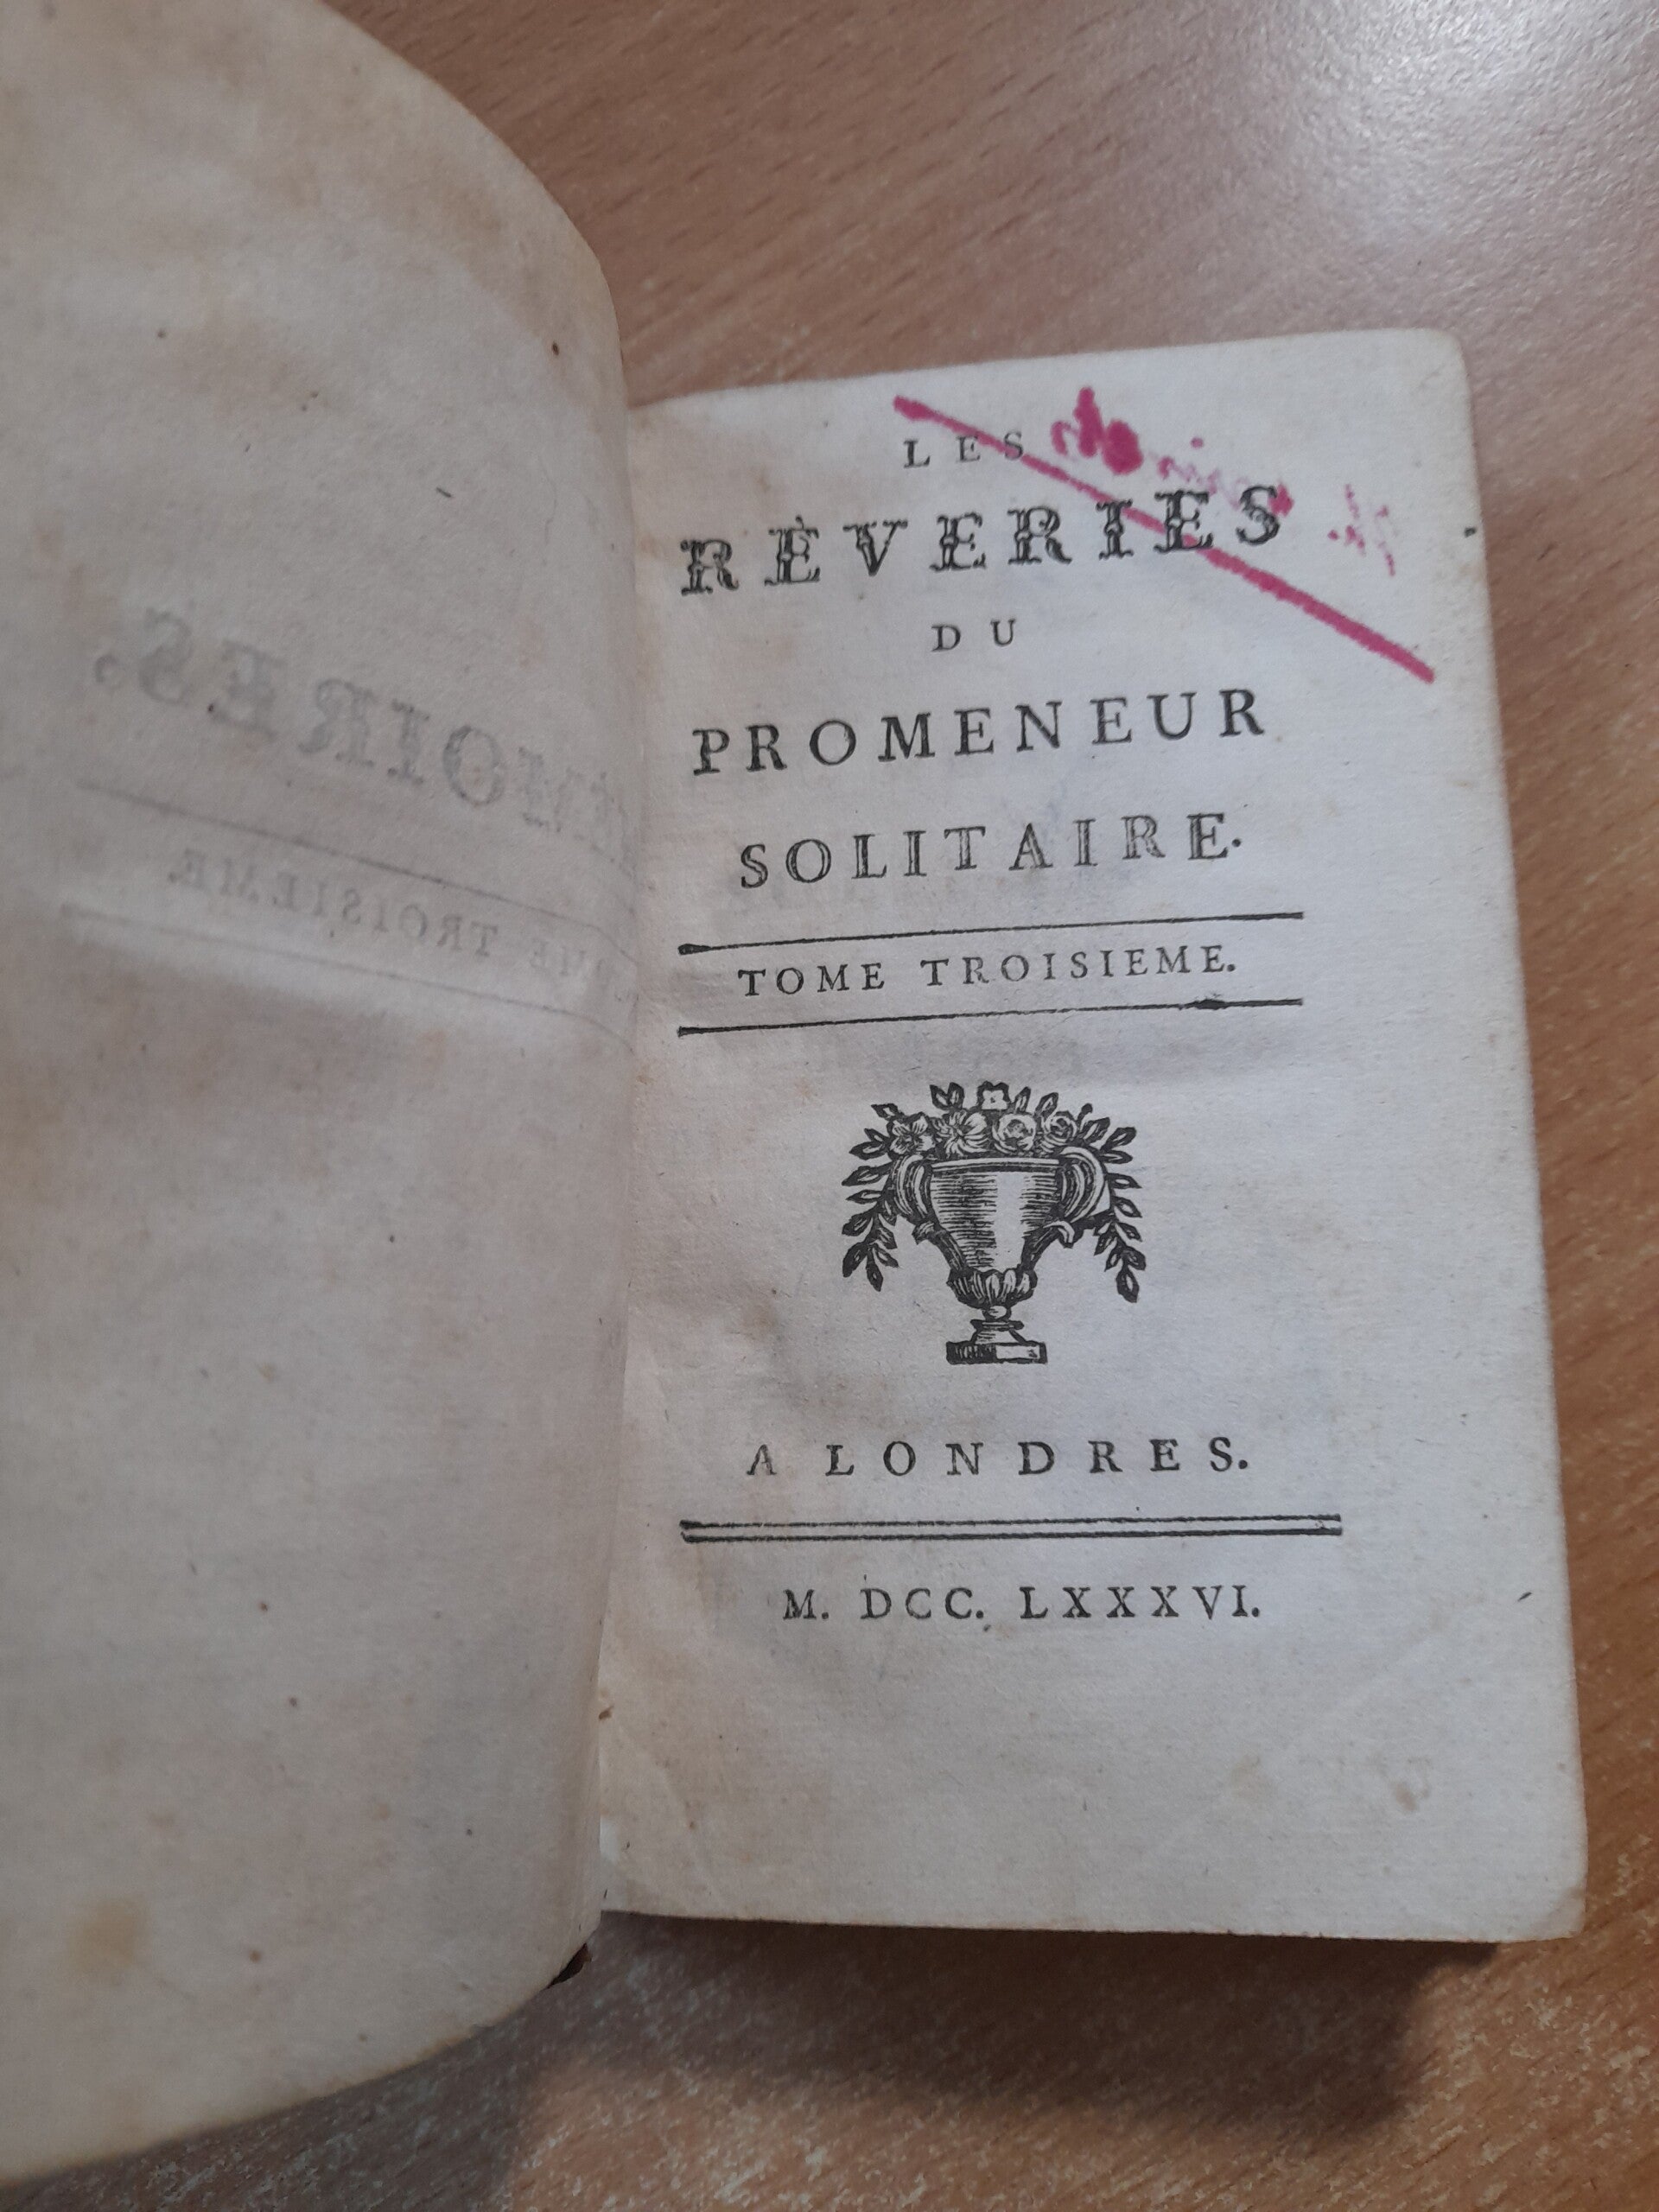 LES
RÊVERIES
DU
PROMENEUR
SOLITAIRE.
TOME TROISIEME.
A LONDRES.
M. DCC. LXXXVI.